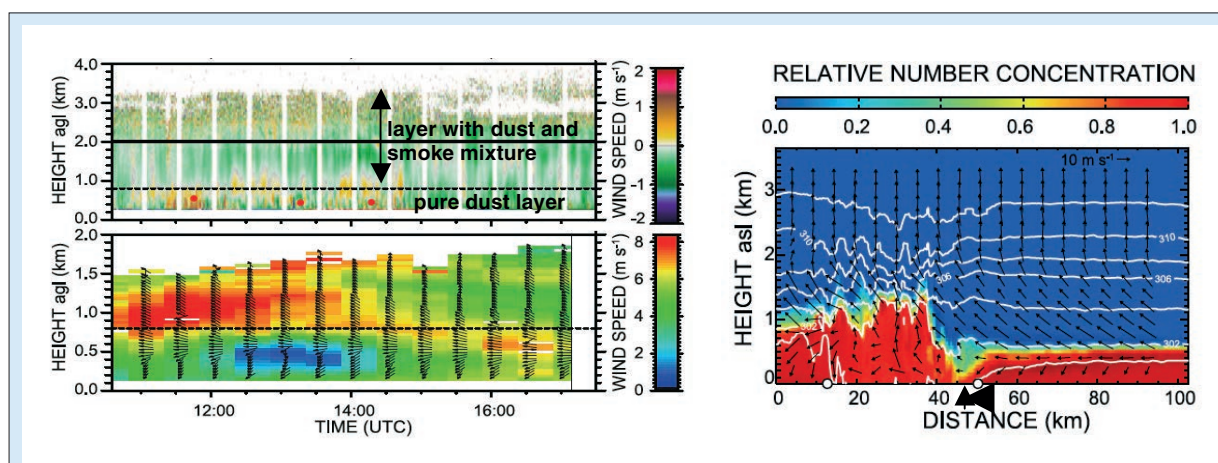 4.0
3.0
2.0
1.0
0.0
HEIGHT agl (km)
layer with dust and
smoke mixture
pure dust layer
2
1
0
-1
-2
WIND SPEED (m s⁻¹)
2.0
1.5
1.0
0.5
0.0
HEIGHT agl (km)
8
6
4
2
0
WIND SPEED (m s⁻¹)
12:00 14:00 16:00
TIME (UTC)
RELATIVE NUMBER CONCENTRATION
0.0 0.2 0.4 0.6 0.8 1.0
10 m s⁻¹
3
2
1
0
HEIGHT asl (km)
310
310
306
306
302
302
0 20 40 60 80 100
DISTANCE (km)